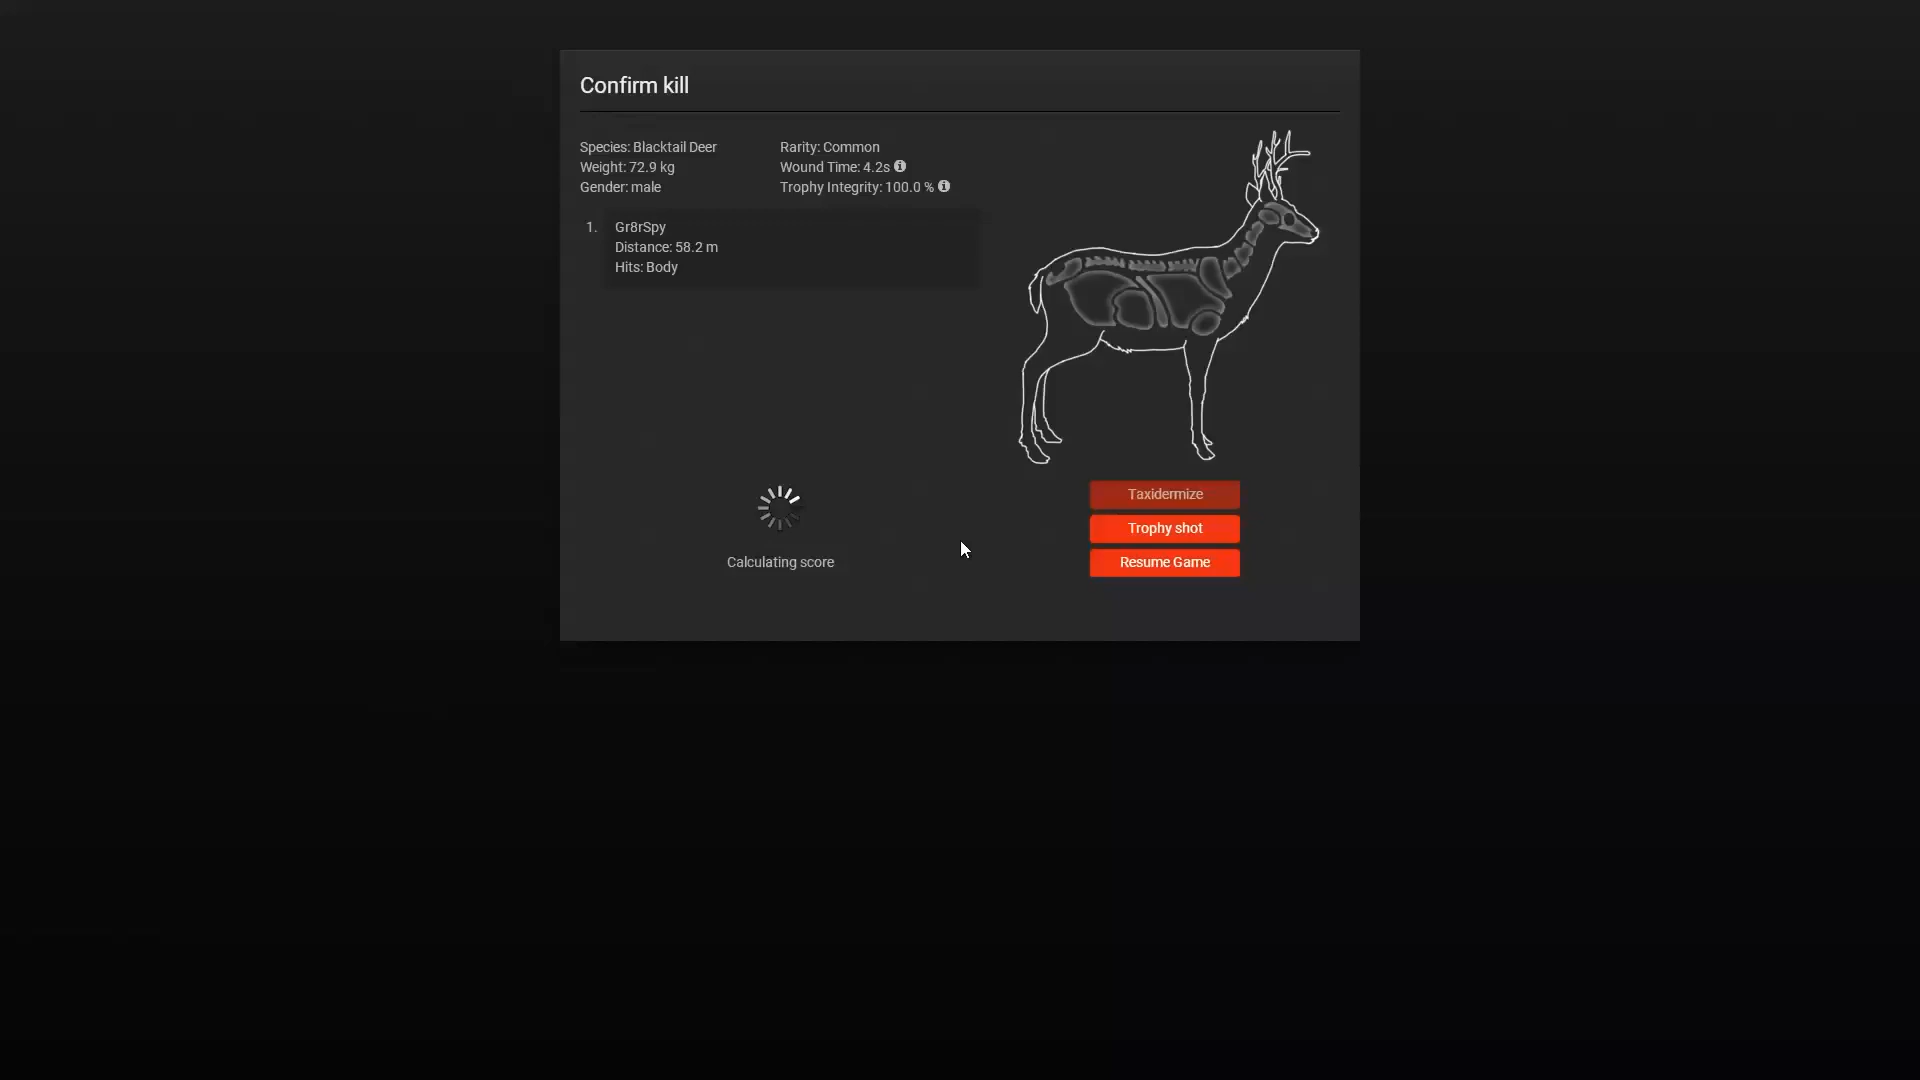 Confirm kill
Species: Blacktail Deer
Weight: 72.9 kg
Gender: male
Rarity: Common
Wound Time: 4.2s
Trophy Integrity: 100.0 %
1. Gr8rSpy
Distance: 58.2 m
Hits: Body
Calculating score
Taxidermize
Trophy shot
Resume Game